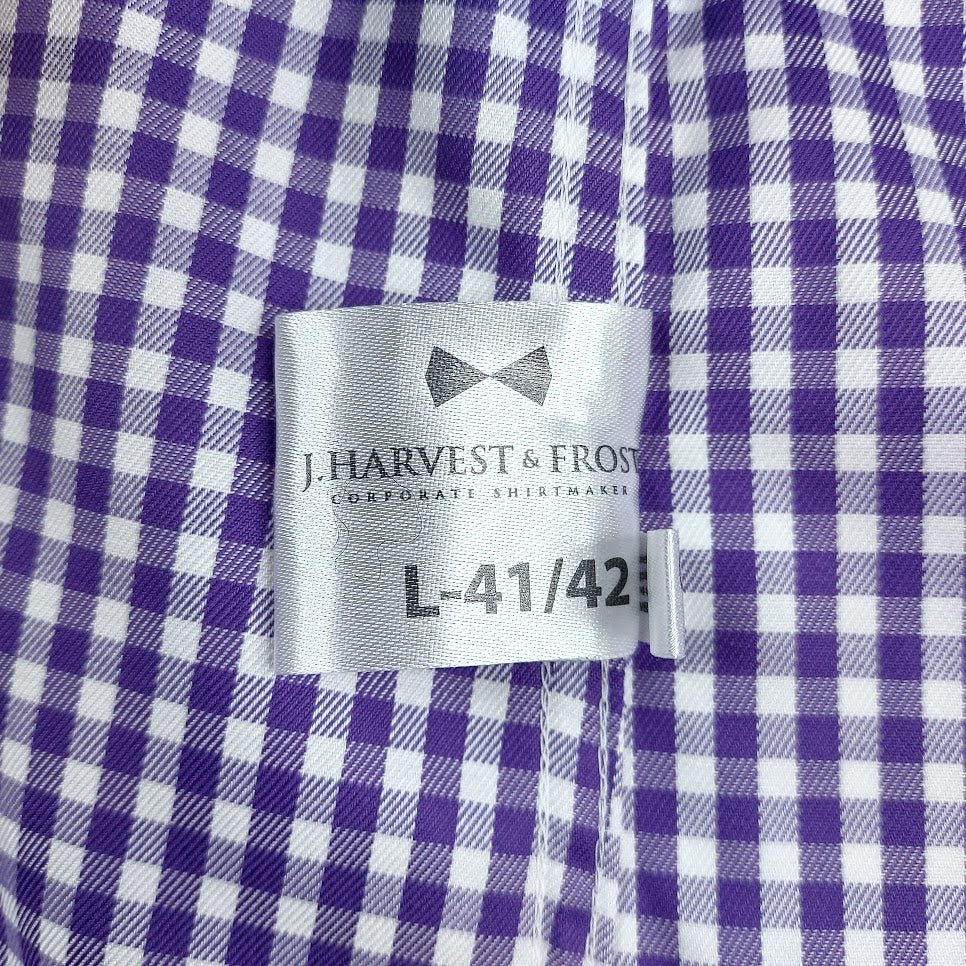 J.HARVEST & FROST
CORPORATE SHIRTMAKER
L-41/42